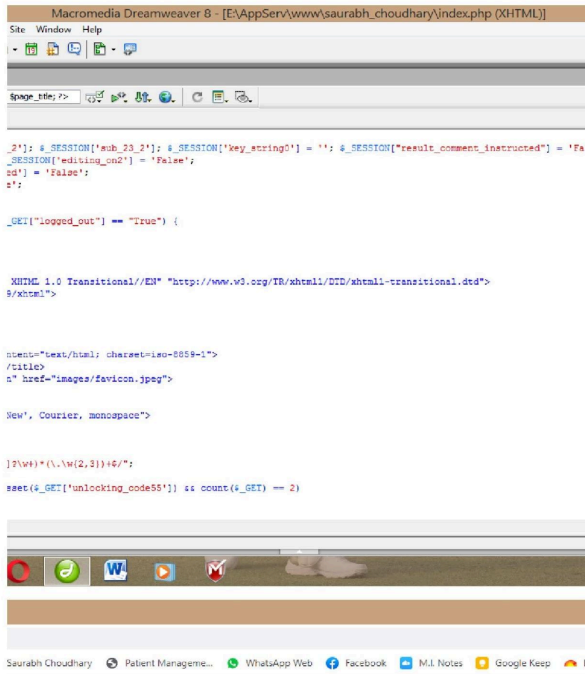 Macromedia Dreamweaver 8 - [E:\AppServ\www\saurabh_choudhary\index.php (XHTML)]
Site Window Help
$page_title; ?>
_2']; $_SESSION['sub_23_2']; $_SESSION['key_string0'] = ''; $_SESSION["result_comment_instructed"] = 'Fa
_SESSION['editing_on2'] = 'False';
ed'] = 'False';
e';
_GET["logged_out"] == "True") {
XHTML 1.0 Transitional//EN" "http://www.w3.org/TR/xhtml1/DTD/xhtml1-transitional.dtd">
9/xhtml">
ntent="text/html; charset=iso-8859-1">
/title>
n" href="images/favicon.jpeg">
New', Courier, monospace">
]?\w+)*(\.\w{2,3})+$/";
sset($_GET['unlocking_code55']) && count($_GET) == 2)
Saurabh Choudhary Patient Manageme... WhatsApp Web Facebook M.I. Notes Google Keep